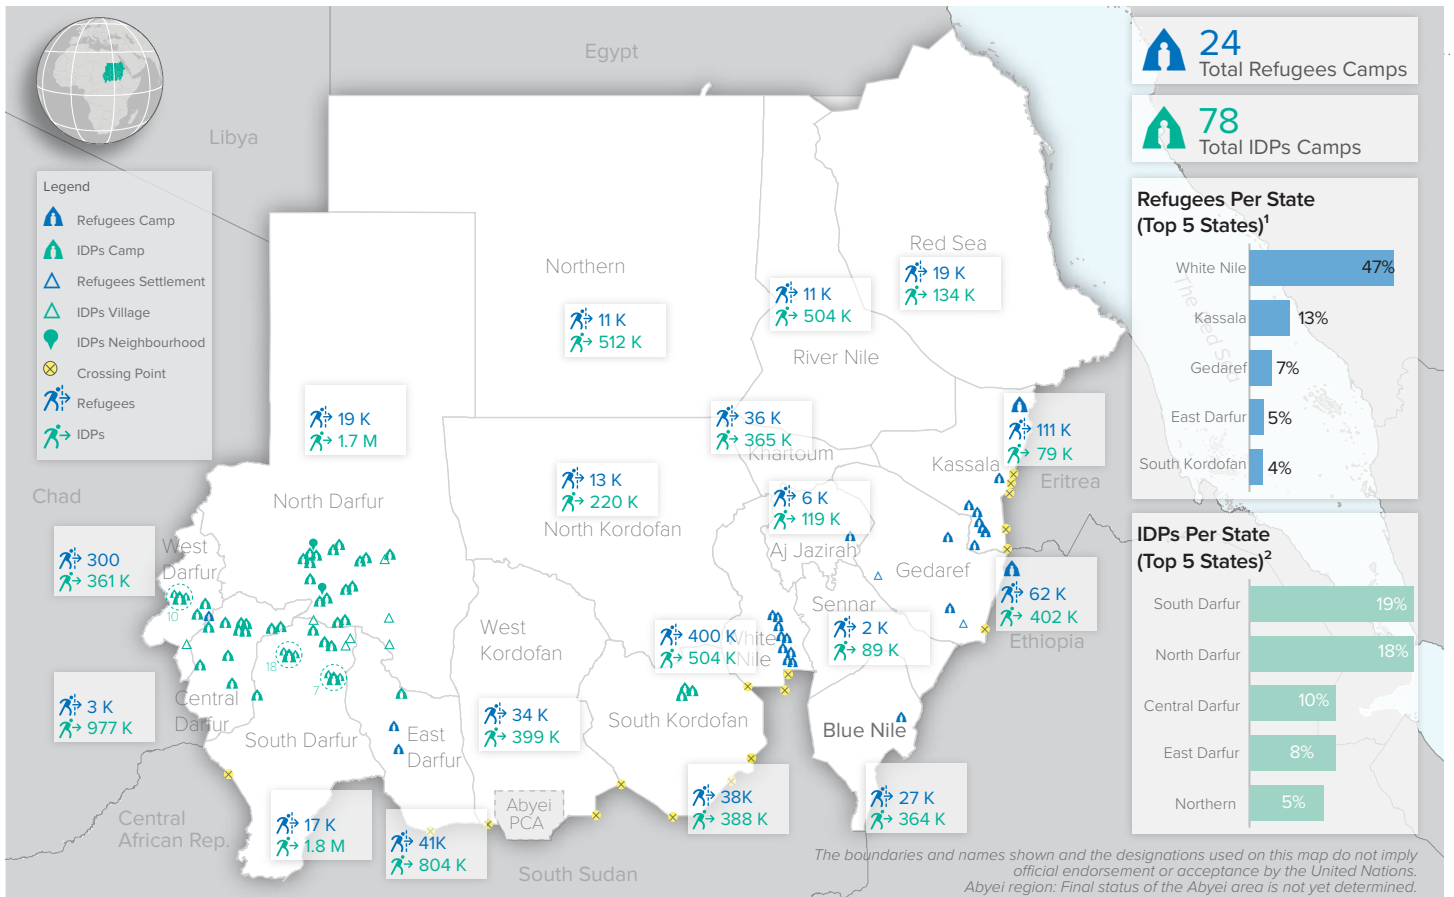 Egypt
Libya
24
Total Refugees Camps
78
Total IDPs Camps
Legend
Refugees Camp
IDPs Camp
Refugees Settlement
IDPs Village
IDPs Neighbourhood
Crossing Point
Refugees
IDPs
Refugees Per State
(Top 5 States)¹
White Nile 47%
Kassala 13%
Gedaref 7%
East Darfur 5%
South Kordofan 4%
The Red Sea
IDPs Per State
(Top 5 States)²
South Darfur 19%
North Darfur 18%
Central Darfur 10%
East Darfur 8%
Northern 5%
Northern
11 K
512 K
Red Sea
19 K
134 K
11 K
504 K
River Nile
19 K
1.7 M
North Darfur
36 K
365 K
Khartoum
13 K
220 K
North Kordofan
111 K
79 K
Kassala
Eritrea
6 K
119 K
Aj Jazirah
Chad
300
361 K
West
Darfur
10
Gedaref
62 K
402 K
Ethiopia
Sennar
2 K
89 K
400 K
504 K
White
Nile
West
Kordofan
34 K
399 K
18
7
3 K
977 K
Central
Darfur
South Darfur
East
Darfur
South Kordofan
Blue Nile
38K
388 K
27 K
364 K
Abyei
PCA
17 K
1.8 M
41K
804 K
Central
African Rep.
South Sudan
The boundaries and names shown and the designations used on this map do not imply
official endorsement or acceptance by the United Nations.
Abyei region: Final status of the Abyei area is not yet determined.